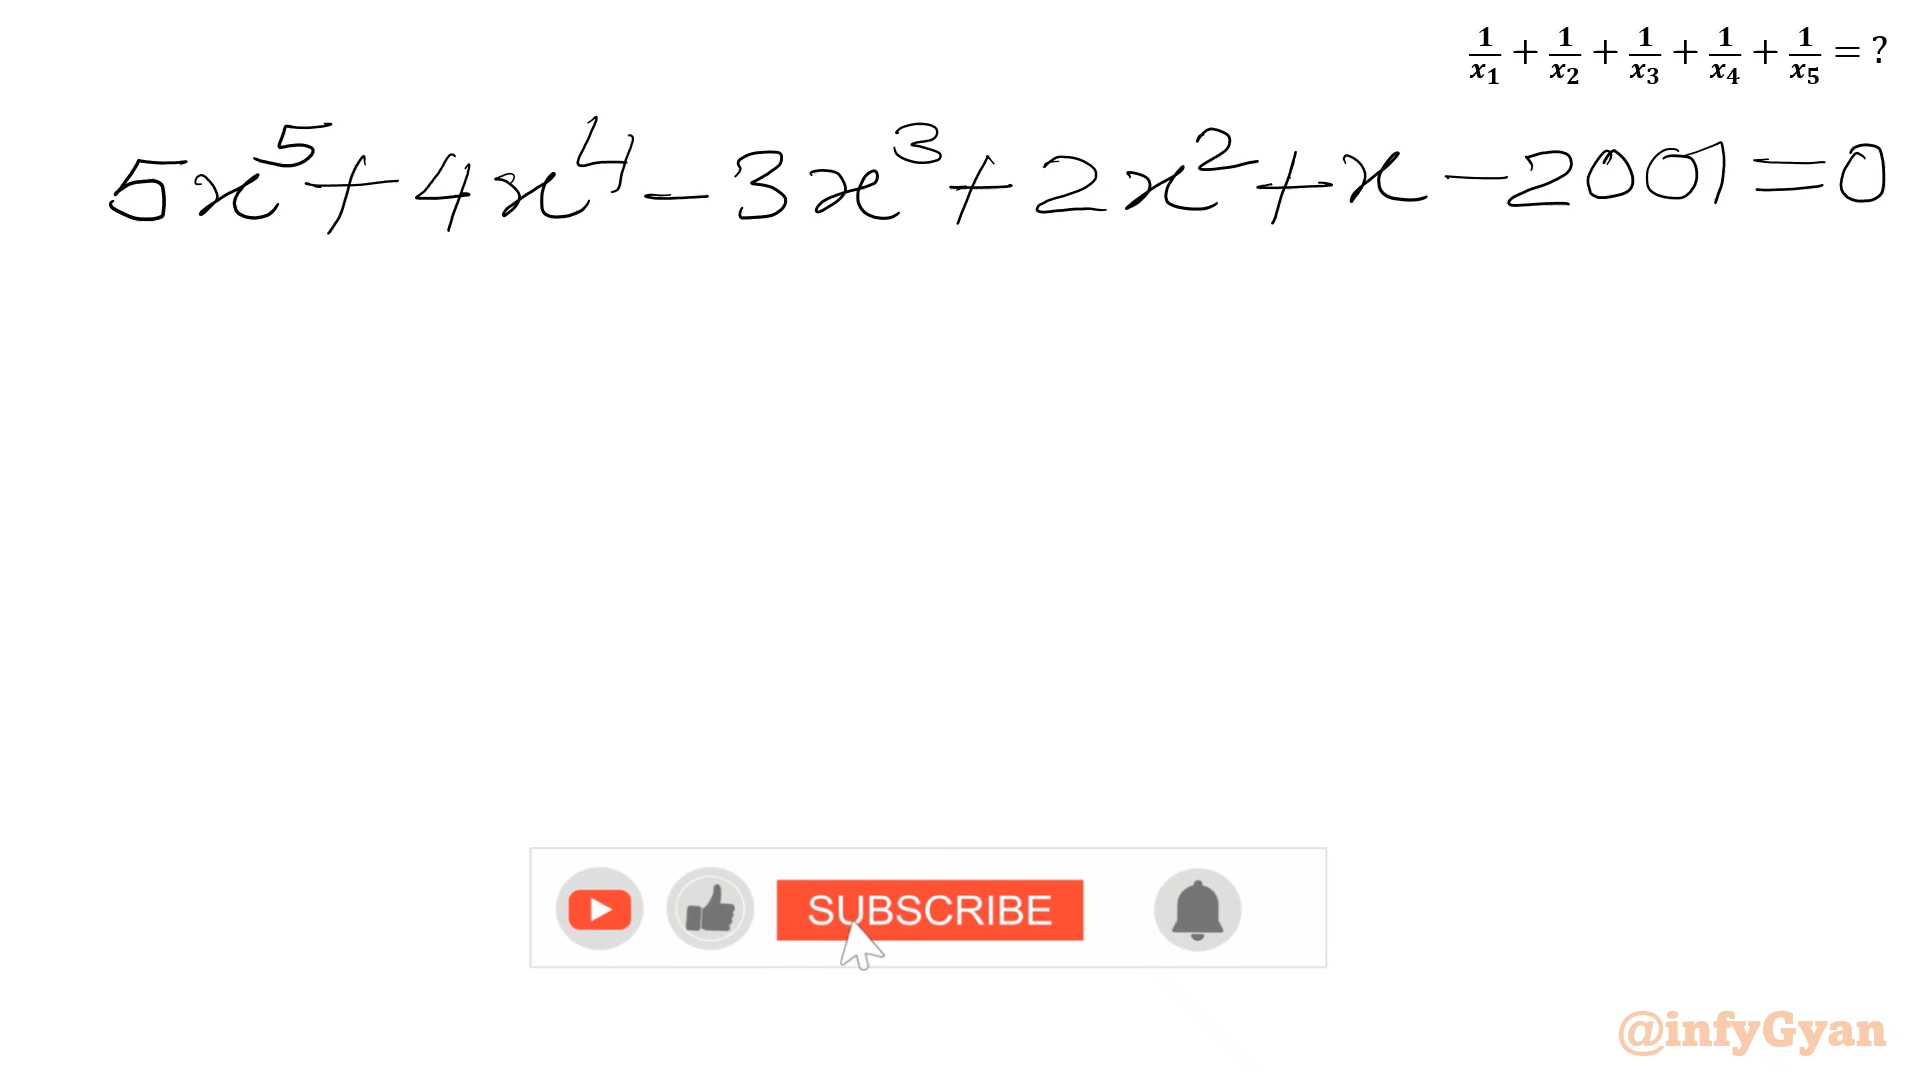 1/x₁ + 1/x₂ + 1/x₃ + 1/x₄ + 1/x₅ = ?
5x⁵ + 4x⁴ - 3x³ + 2x² + x - 2001 = 0
SUBSCRIBE
@infyGyan